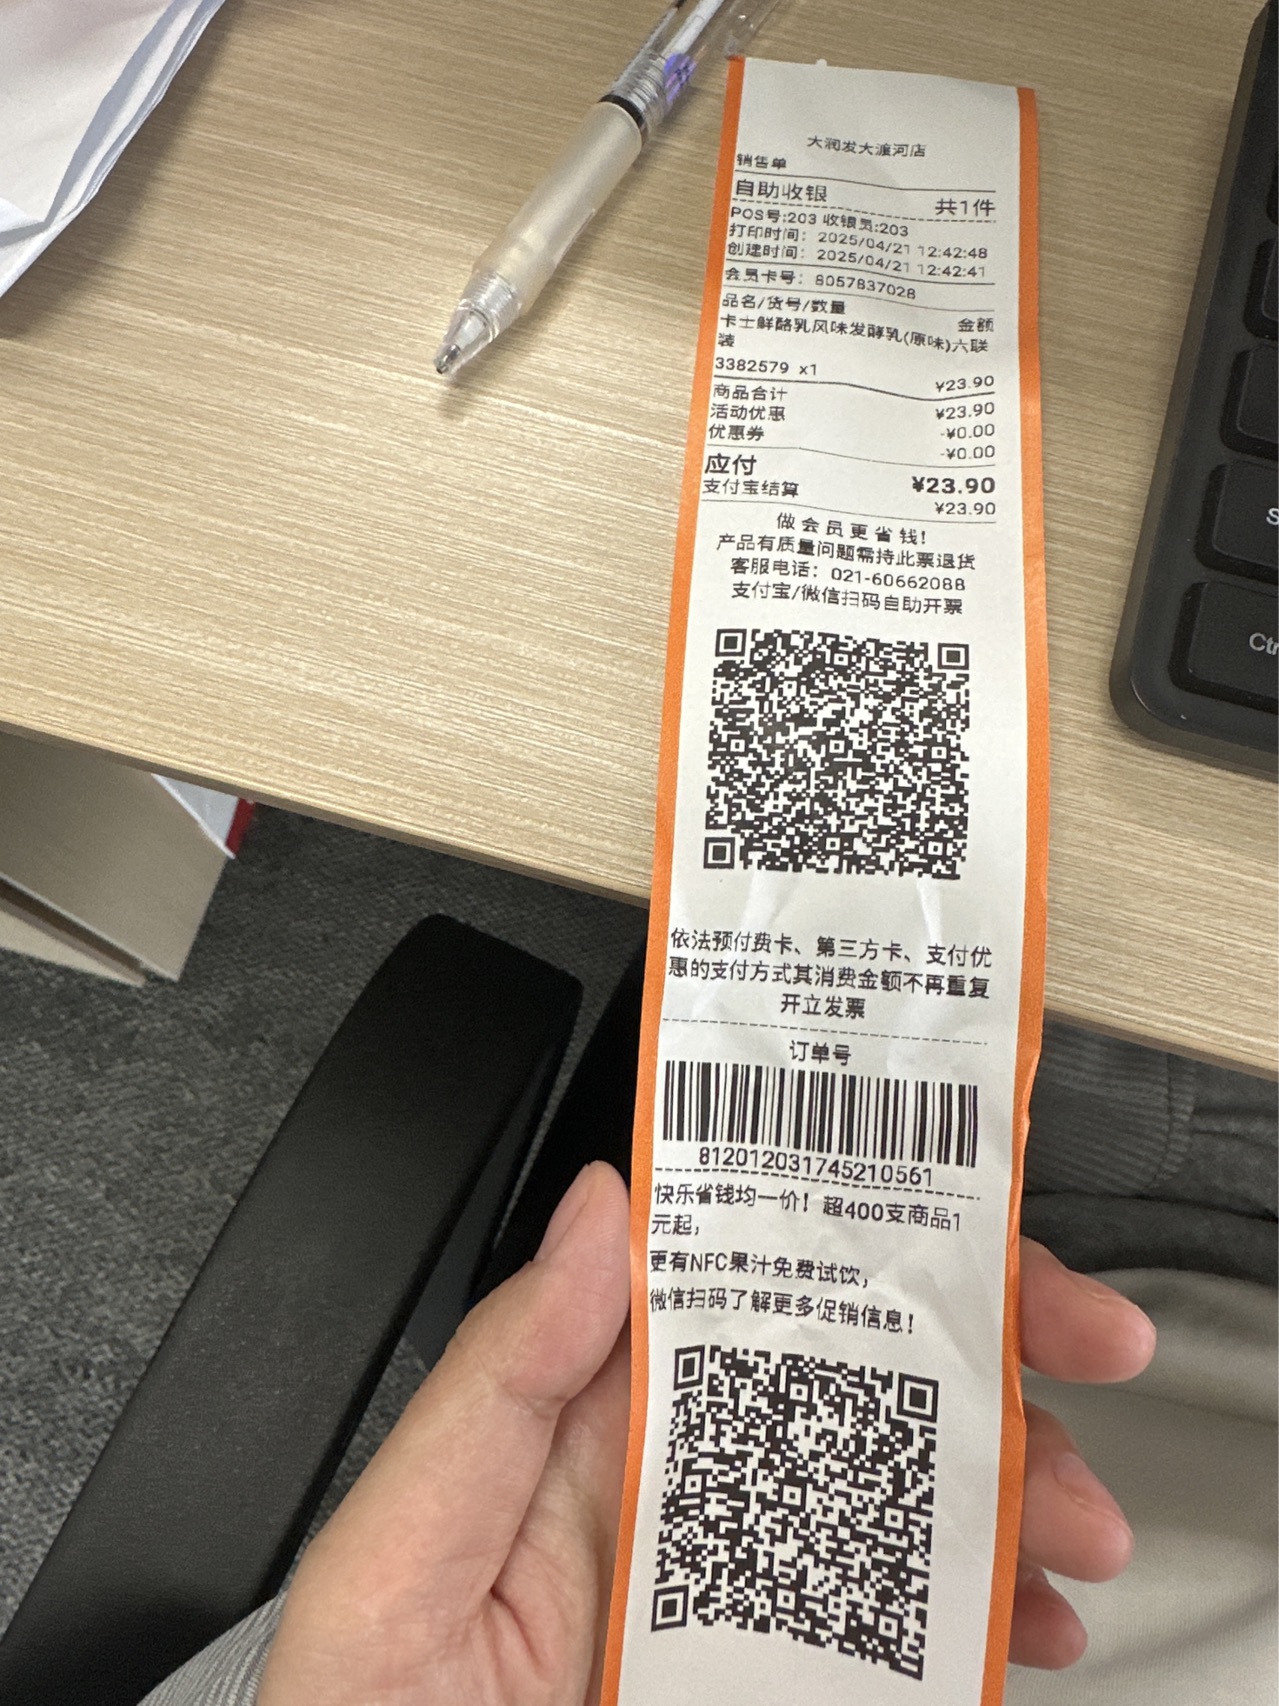 大润发大渡河店
销售单
自助收银 共1件
POS号:203 收银员:203
打印时间: 2025/04/21 12:42:48
创建时间: 2025/04/21 12:42:41
会员卡号: 8057837028
品名/货号/数量 金额
卡士鲜酪乳风味发酵乳(原味)六联
装
3382579 x1 ¥23.90
商品合计 ¥23.90
活动优惠 -¥0.00
优惠券 -¥0.00
应付 ¥23.90
支付宝结算 ¥23.90
做会员更省钱!
产品有质量问题需持此票退货
客服电话: 021-60662088
支付宝/微信扫码自助开票
依法预付费卡、第三方卡、支付优
惠的支付方式其消费金额不再重复
开立发票
订单号
812012031745210561
快乐省钱均一价! 超400支商品1
元起,
更有NFC果汁免费试饮,
微信扫码了解更多促销信息!
Ctr